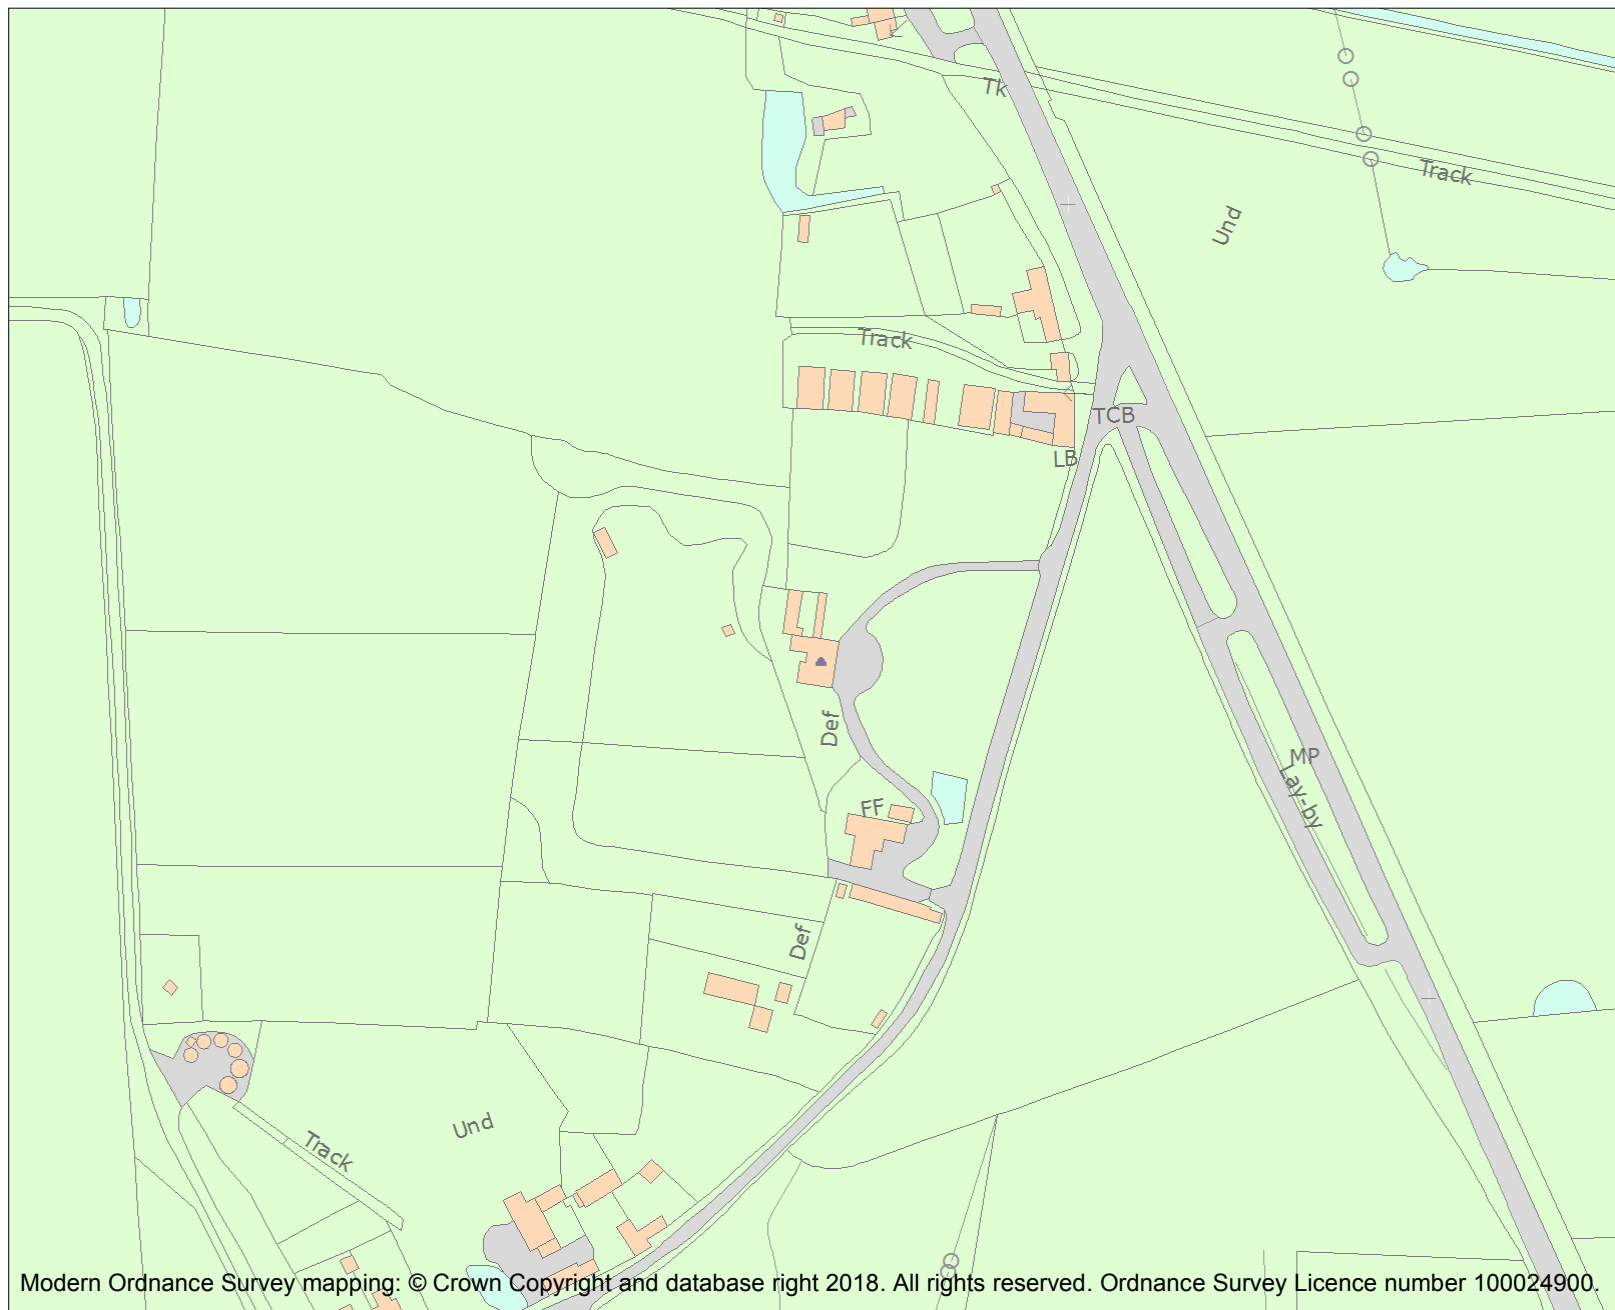 Tk
Track
Und
Track
TCB
LB
Def
MP
Lay-by
FF
Def
Und
Track
Modern Ordnance Survey mapping: © Crown Copyright and database right 2018. All rights reserved. Ordnance Survey Licence number 100024900.